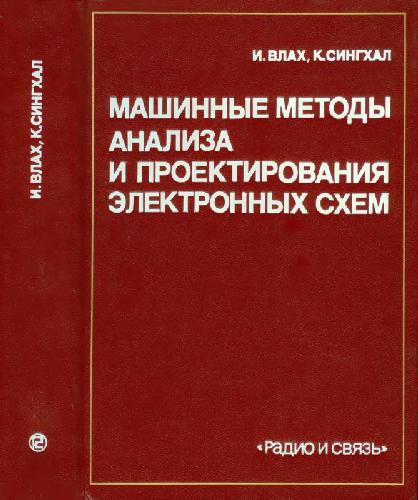 И. ВЛАХ, К. СИНГХАЛ
И. ВЛАХ, К.СИНГХАЛ
МАШИННЫЕ МЕТОДЫ
АНАЛИЗА
И ПРОЕКТИРОВАНИЯ
ЭЛЕКТРОННЫХ СХЕМ
«Радио и связь»